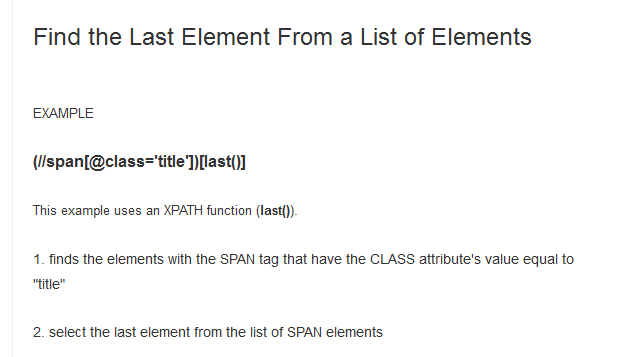 Find the Last Element From a List of Elements
EXAMPLE
(//span[@class='title'])[last()]
This example uses an XPATH function (last()).
1. finds the elements with the SPAN tag that have the CLASS attribute's value equal to
"title"
2. select the last element from the list of SPAN elements